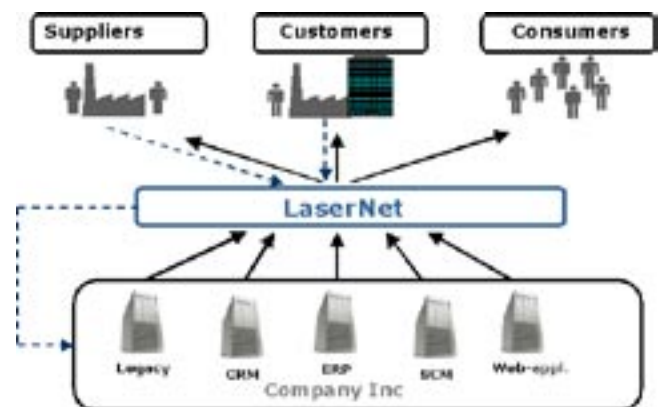 Suppliers
Customers
Consumers
LaserNet
Legacy
CRM
ERP
SCM
Web-appl.
Company Inc